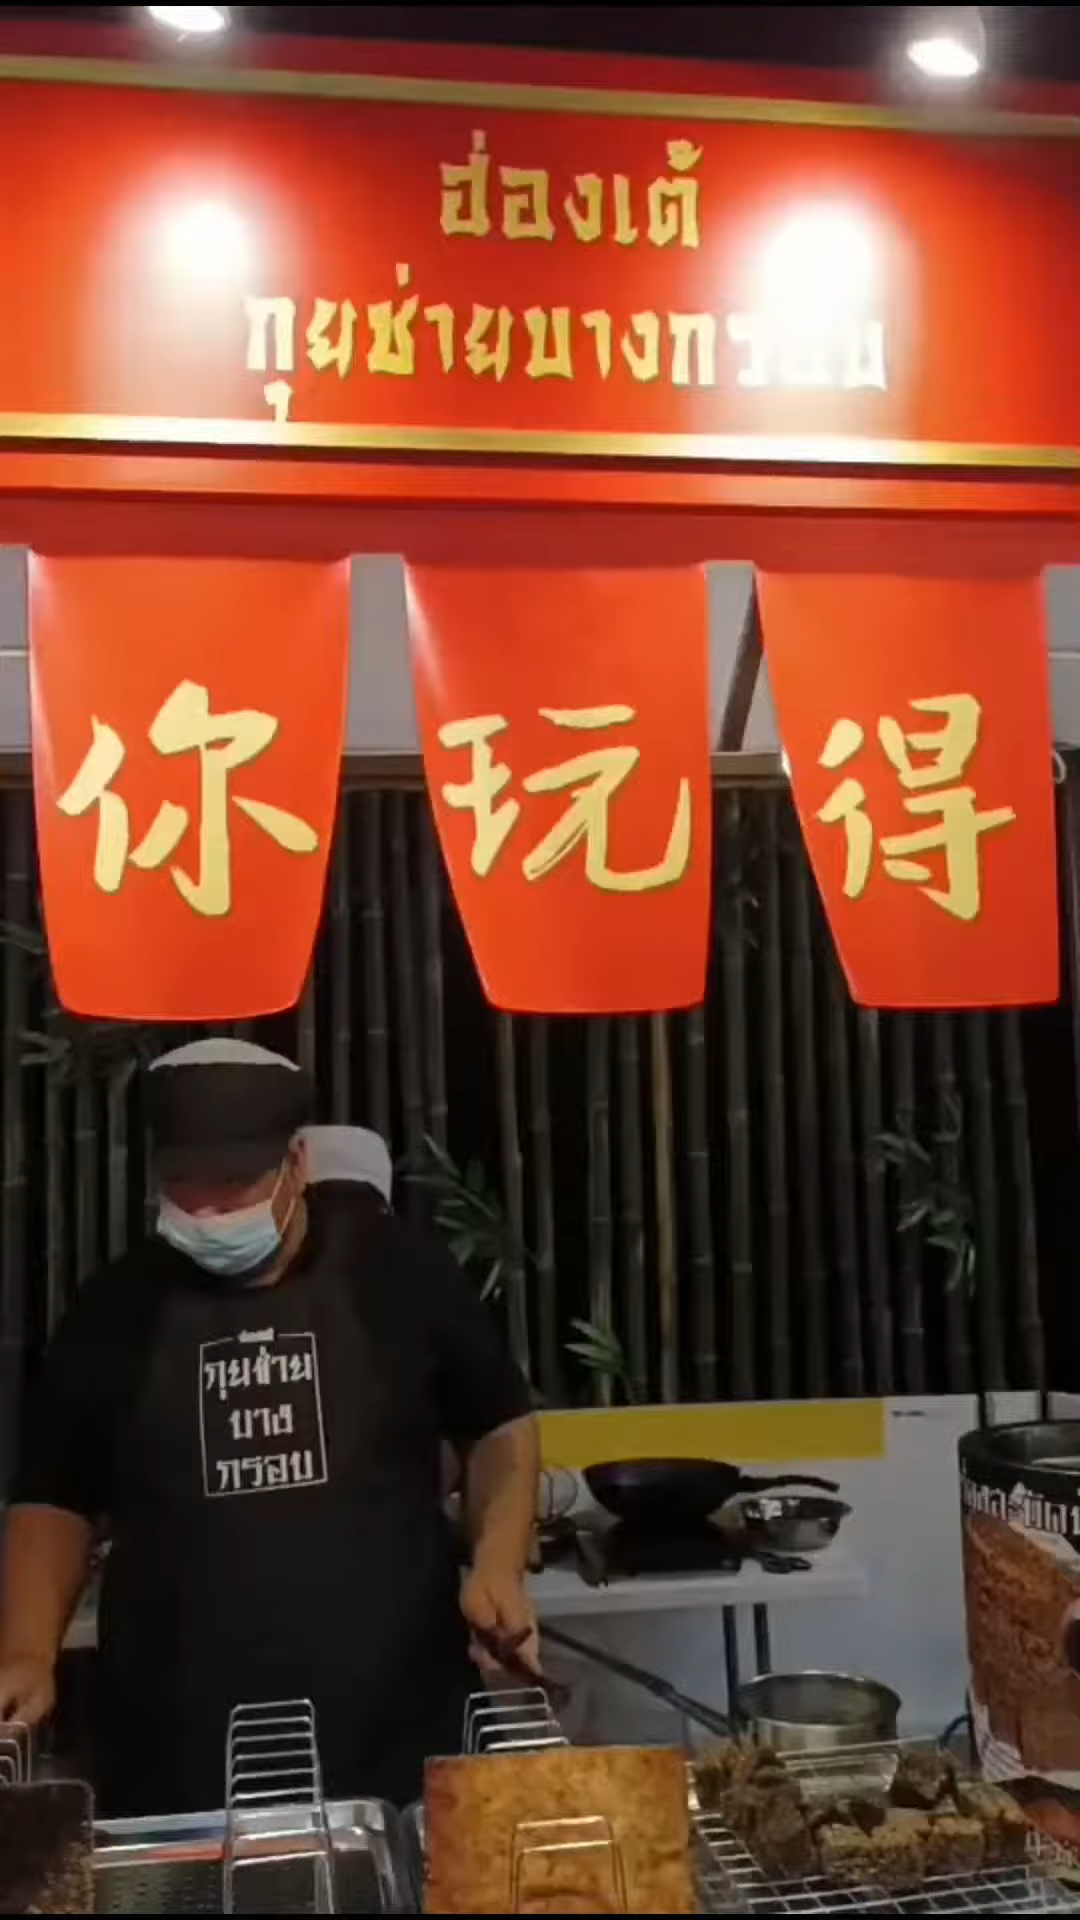 ฮ่องเต้
กุยช่ายบางกรอบ
你玩得
กุยช่าย
บาง
กรอบ